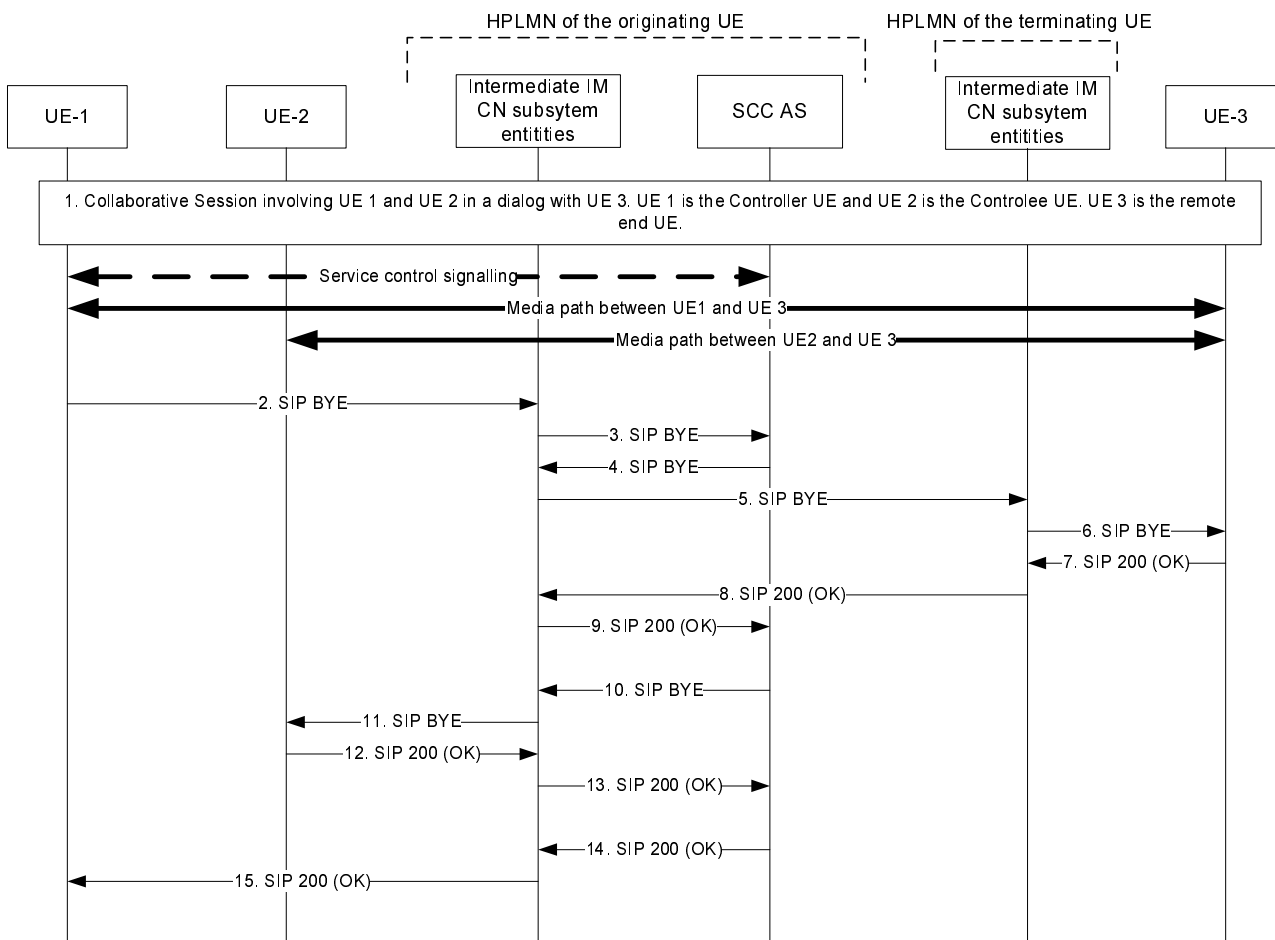 HPLMN of the originating UE
HPLMN of the terminating UE
UE-1
UE-2
Intermediate IM
CN subsytem
entitities
SCC AS
Intermediate IM
CN subsytem
entitities
UE-3
1. Collaborative Session involving UE 1 and UE 2 in a dialog with UE 3. UE 1 is the Controller UE and UE 2 is the Controlee UE. UE 3 is the remote
end UE.
Service control signalling
Media path between UE1 and UE 3
Media path between UE2 and UE 3
2. SIP BYE
3. SIP BYE
4. SIP BYE
5. SIP BYE
6. SIP BYE
7. SIP 200 (OK)
8. SIP 200 (OK)
9. SIP 200 (OK)
10. SIP BYE
11. SIP BYE
12. SIP 200 (OK)
13. SIP 200 (OK)
14. SIP 200 (OK)
15. SIP 200 (OK)